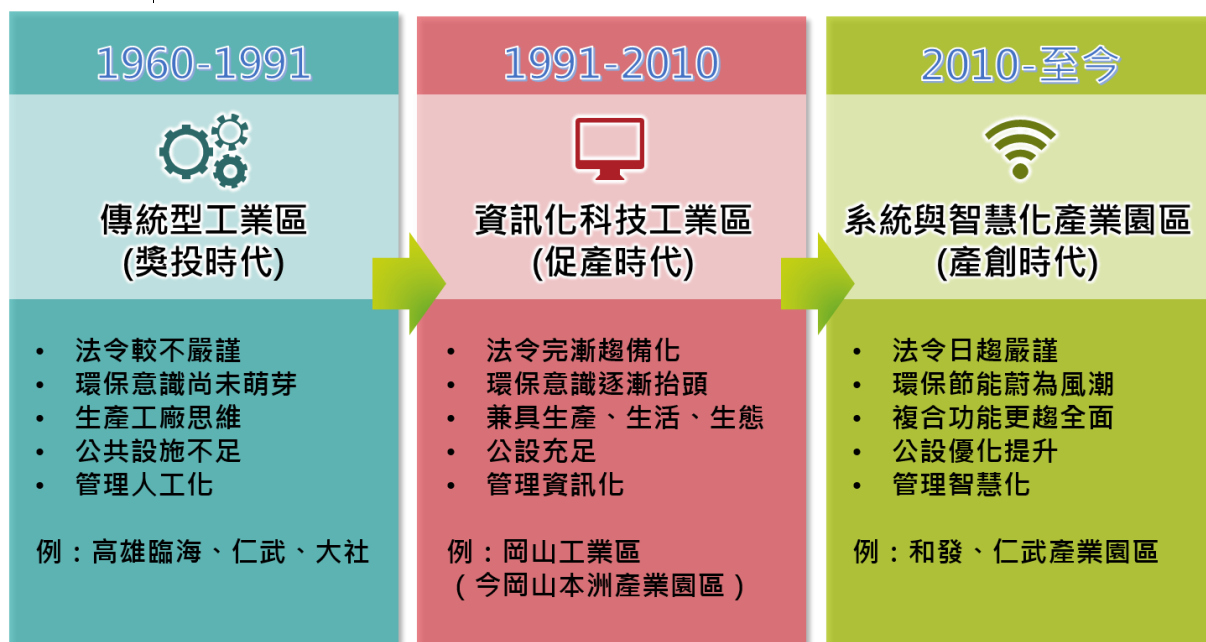 1960-1991
傳統型工業區
(獎投時代)
• 法令較不嚴謹
• 環保意識尚未萌芽
• 生產工廠思維
• 公共設施不足
• 管理人工化
例：高雄臨海、仁武、大社
1991-2010
資訊化科技工業區
(促產時代)
• 法令完漸趨備化
• 環保意識逐漸抬頭
• 兼具生產、生活、生態
• 公設充足
• 管理資訊化
例：岡山工業區
（今岡山本洲產業園區）
2010-至今
系統與智慧化產業園區
(產創時代)
• 法令日趨嚴謹
• 環保節能蔚為風潮
• 複合功能更趨全面
• 公設優化提升
• 管理智慧化
例：和發、仁武產業園區